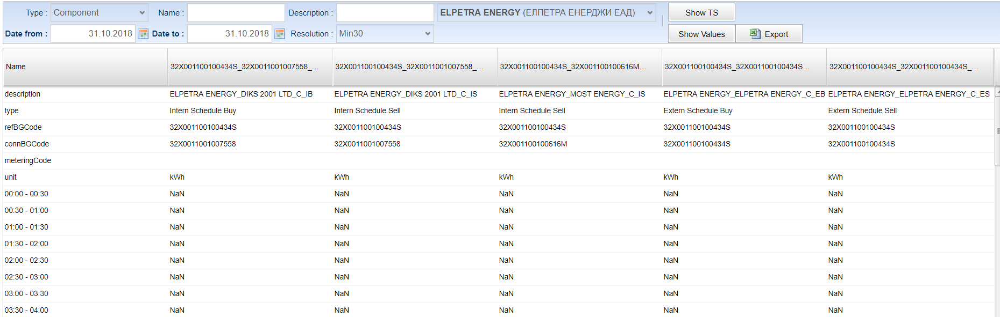 Type : Component Name : Description : ELPETRA ENERGY (ЕЛПЕТРА ЕНЕРДЖИ ЕАД) Show TS
Date from : 31.10.2018 Date to : 31.10.2018 Resolution : Min30 Show Values Export
Name 32X001100100434S_32X0011001007558_... 32X001100100434S_32X0011001007558_... 32X001100100434S_32X001100100616M... 32X001100100434S_32X001100100434S... 32X001100100434S_32X001100100434S_...
description ELPETRA ENERGY_DIKS 2001 LTD_C_IB ELPETRA ENERGY_DIKS 2001 LTD_C_IS ELPETRA ENERGY_MOST ENERGY_C_IS ELPETRA ENERGY_ELPETRA ENERGY_C_EB ELPETRA ENERGY_ELPETRA ENERGY_C_ES
type Intern Schedule Buy Intern Schedule Sell Intern Schedule Sell Extern Schedule Buy Extern Schedule Sell
refBGCode 32X001100100434S 32X001100100434S 32X001100100434S 32X001100100434S 32X001100100434S
connBGCode 32X0011001007558 32X0011001007558 32X001100100616M 32X001100100434S 32X001100100434S
meteringCode
unit kWh kWh kWh kWh kWh
00:00 - 00:30 NaN NaN NaN NaN NaN
00:30 - 01:00 NaN NaN NaN NaN NaN
01:00 - 01:30 NaN NaN NaN NaN NaN
01:30 - 02:00 NaN NaN NaN NaN NaN
02:00 - 02:30 NaN NaN NaN NaN NaN
02:30 - 03:00 NaN NaN NaN NaN NaN
03:00 - 03:30 NaN NaN NaN NaN NaN
03:30 - 04:00 NaN NaN NaN NaN NaN